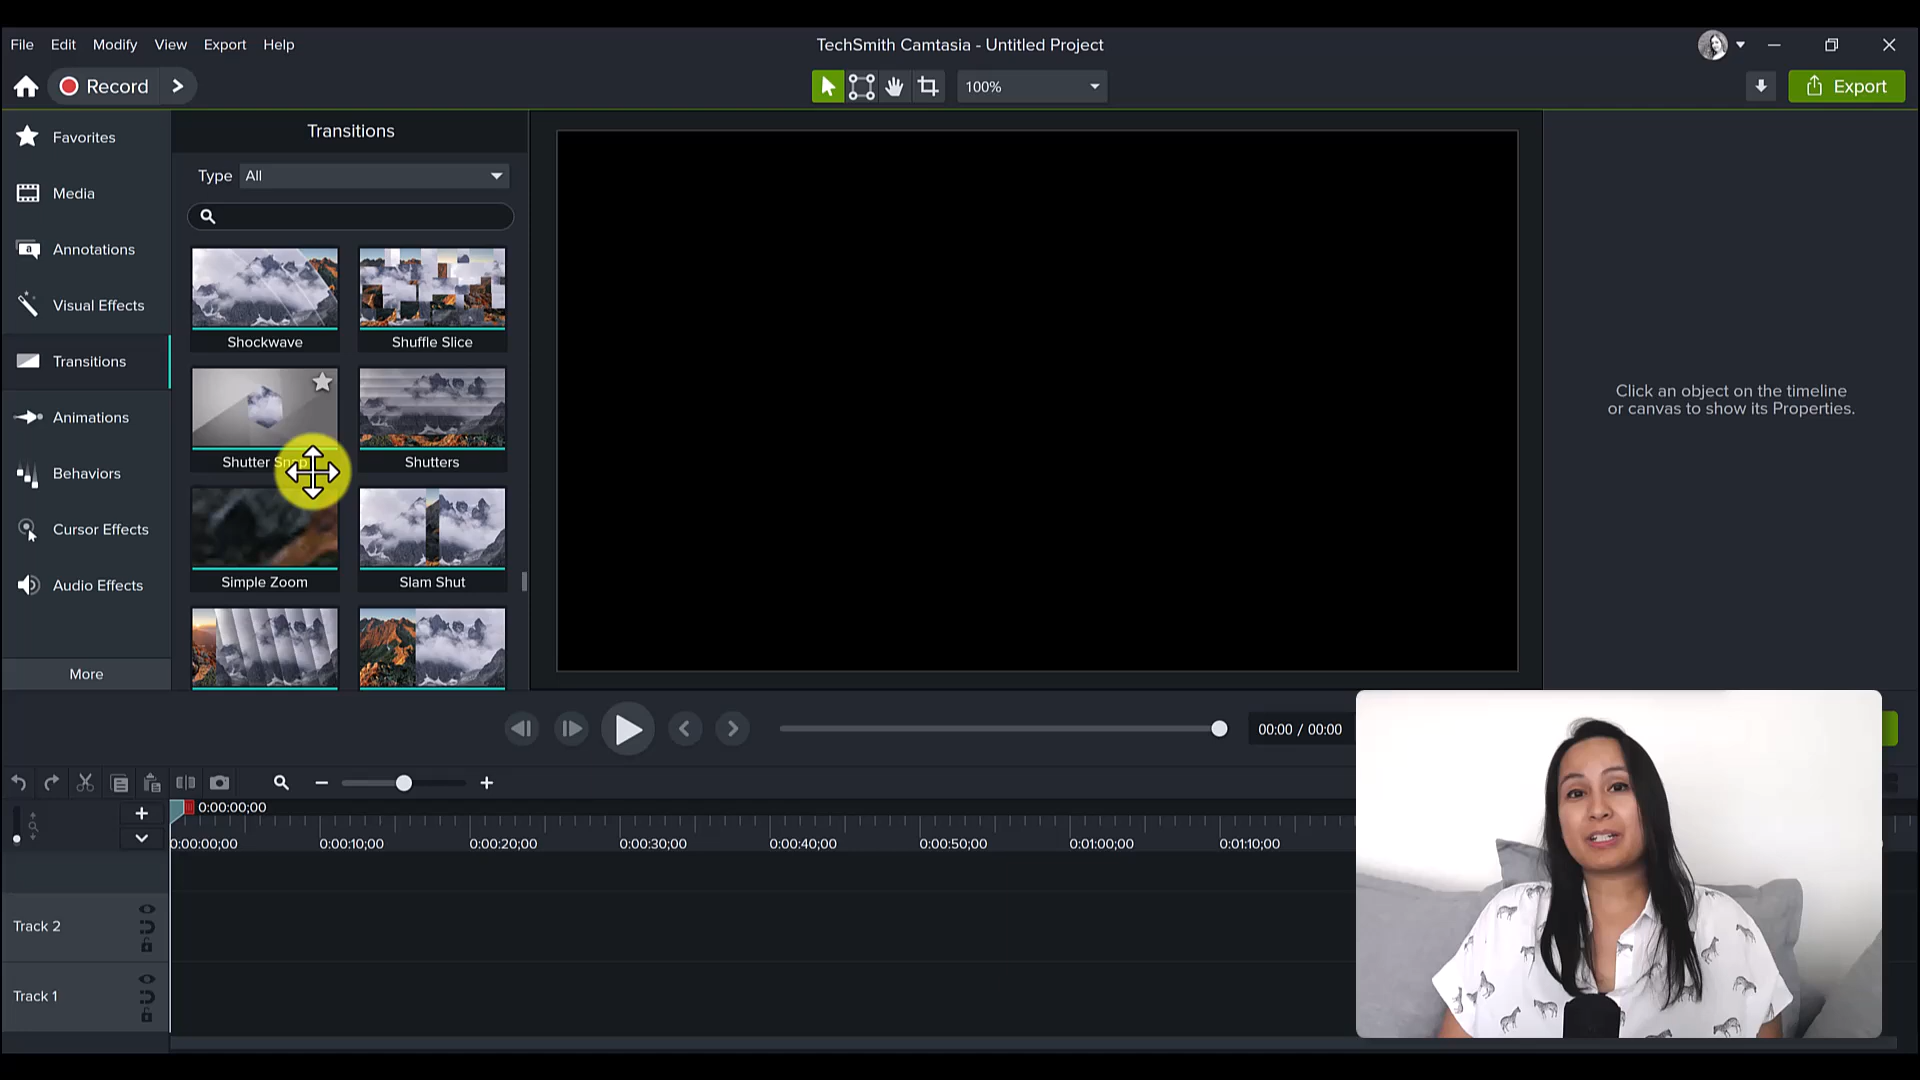 File Edit Modify View Export Help
TechSmith Camtasia - Untitled Project
Record
100%
Export
Favorites
Media
Annotations
Visual Effects
Transitions
Animations
Behaviors
Cursor Effects
Audio Effects
More
Transitions
Type All
Shockwave
Shuffle Slice
Shutter Snap
Shutters
Simple Zoom
Slam Shut
Click an object on the timeline
or canvas to show its Properties.
00:00 / 00:00
0:00:00;00
0:00:00;00 0:00:10;00 0:00:20;00 0:00:30;00 0:00:40;00 0:00:50;00 0:01:00;00 0:01:10;00
Track 2
Track 1